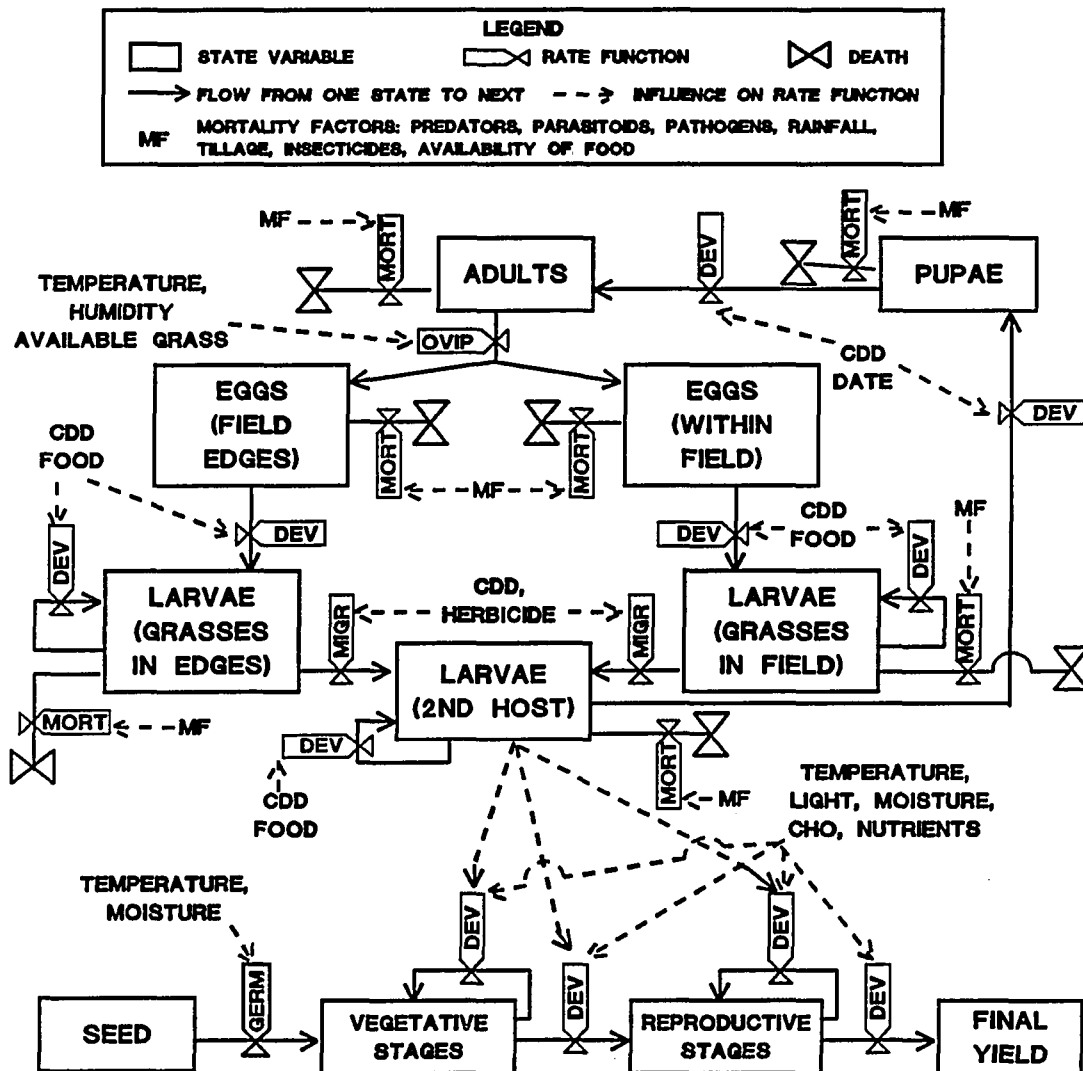 LEGEND
STATE VARIABLE
RATE FUNCTION
DEATH
FLOW FROM ONE STATE TO NEXT
INFLUENCE ON RATE FUNCTION
MF
MORTALITY FACTORS: PREDATORS, PARASITOIDS, PATHOGENS, RAINFALL,
TILLAGE, INSECTICIDES, AVAILABILITY OF FOOD
MF
MORT
ADULTS
DEV
MORT
MF
PUPAE
TEMPERATURE,
HUMIDITY
AVAILABLE GRASS
OVIP
CDD
DATE
DEV
EGGS
(FIELD
EDGES)
MORT
MF
MORT
EGGS
(WITHIN
FIELD)
CDD
FOOD
DEV
DEV
DEV
CDD
FOOD
DEV
MF
MORT
LARVAE
(GRASSES
IN EDGES)
MIGR
CDD,
HERBICIDE
MIGR
LARVAE
(GRASSES
IN FIELD)
LARVAE
(2ND HOST)
MORT
MF
DEV
CDD
FOOD
MORT
MF
TEMPERATURE,
LIGHT, MOISTURE,
CHO, NUTRIENTS
TEMPERATURE,
MOISTURE
GERM
DEV
DEV
DEV
DEV
SEED
VEGETATIVE
STAGES
REPRODUCTIVE
STAGES
FINAL
YIELD